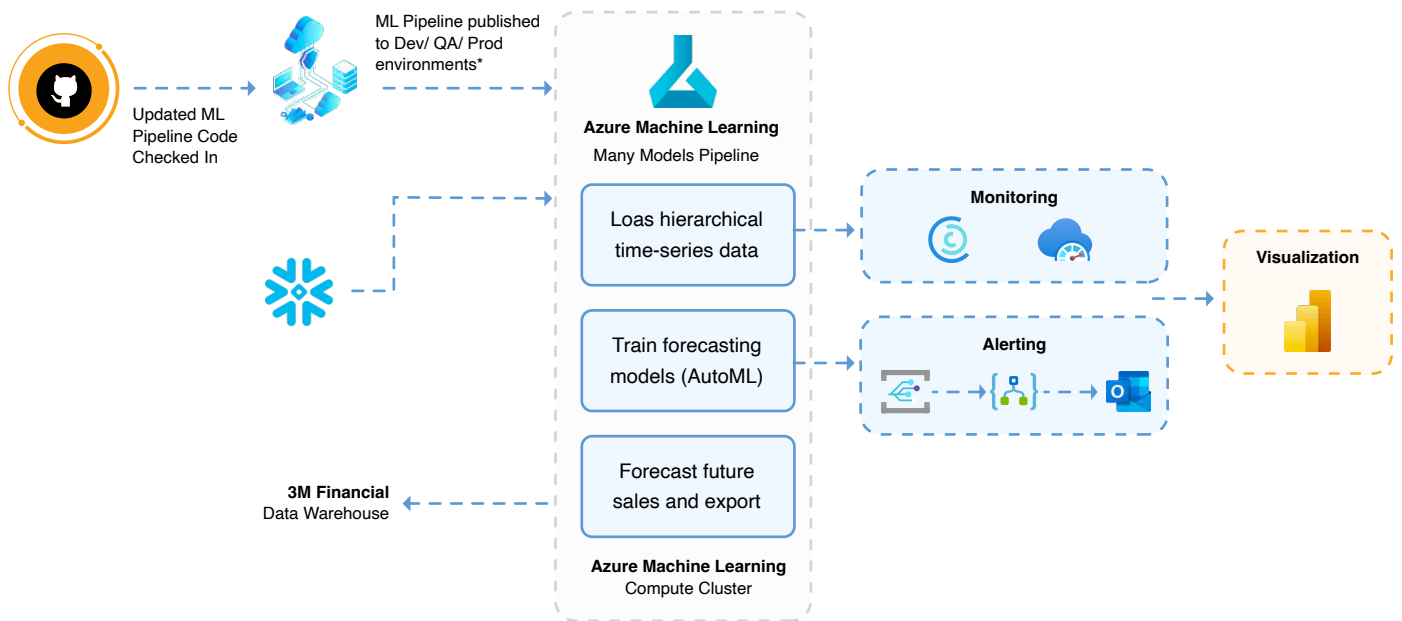 ML Pipeline published
to Dev/ QA/ Prod
environments*
Updated ML
Pipeline Code
Checked In
Azure Machine Learning
Many Models Pipeline
Loas hierarchical
time-series data
Train forecasting
models (AutoML)
Forecast future
sales and export
Azure Machine Learning
Compute Cluster
3M Financial
Data Warehouse
Monitoring
C
Alerting
O
Visualization